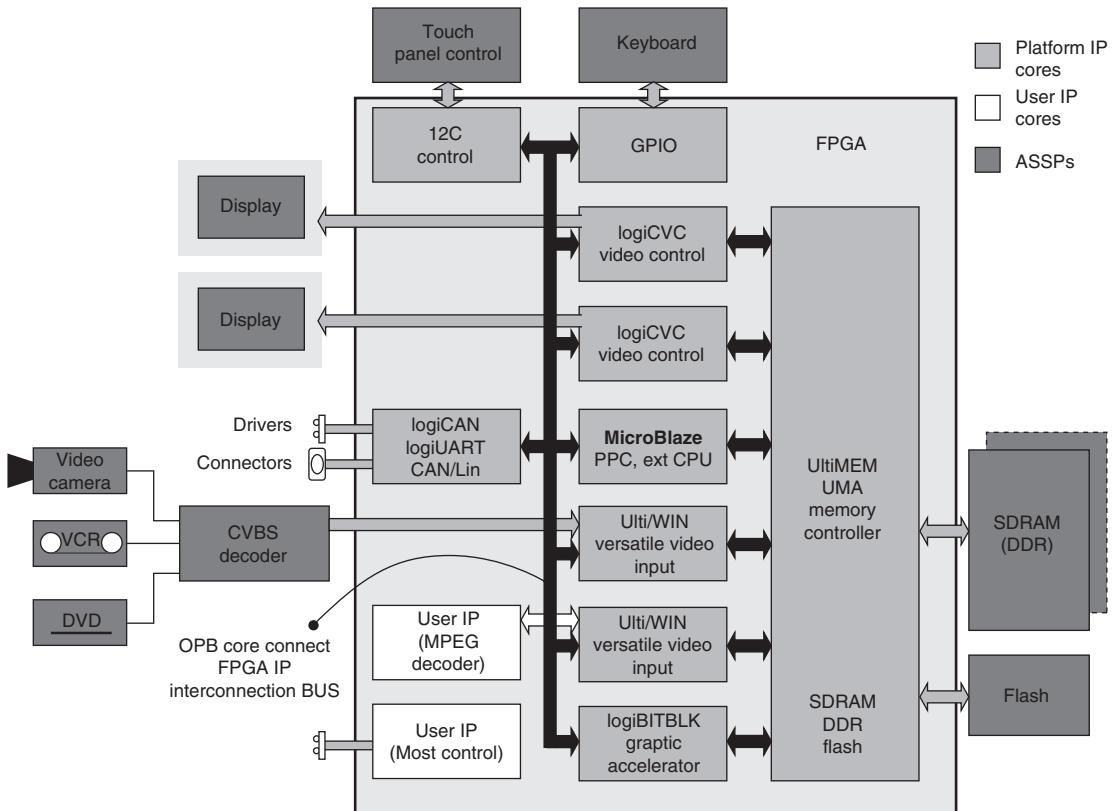 Touch
panel control
Keyboard
Platform IP
cores
User IP
cores
ASSPs
12C
control
GPIO
FPGA
Display
logiCVC
video control
Display
logiCVC
video control
Drivers
Connectors
logiCAN
logiUART
CAN/Lin
MicroBlaze
PPC, ext CPU
UltiMEM
UMA
memory
controller
SDRAM
(DDR)
Video
camera
VCR
DVD
CVBS
decoder
Ulti/WIN
versatile video
input
OPB core connect
FPGA IP
interconnection BUS
User IP
(MPEG
decoder)
Ulti/WIN
versatile video
input
SDRAM
DDR
flash
Flash
User IP
(Most control)
logiBITBLK
graptic
accelerator